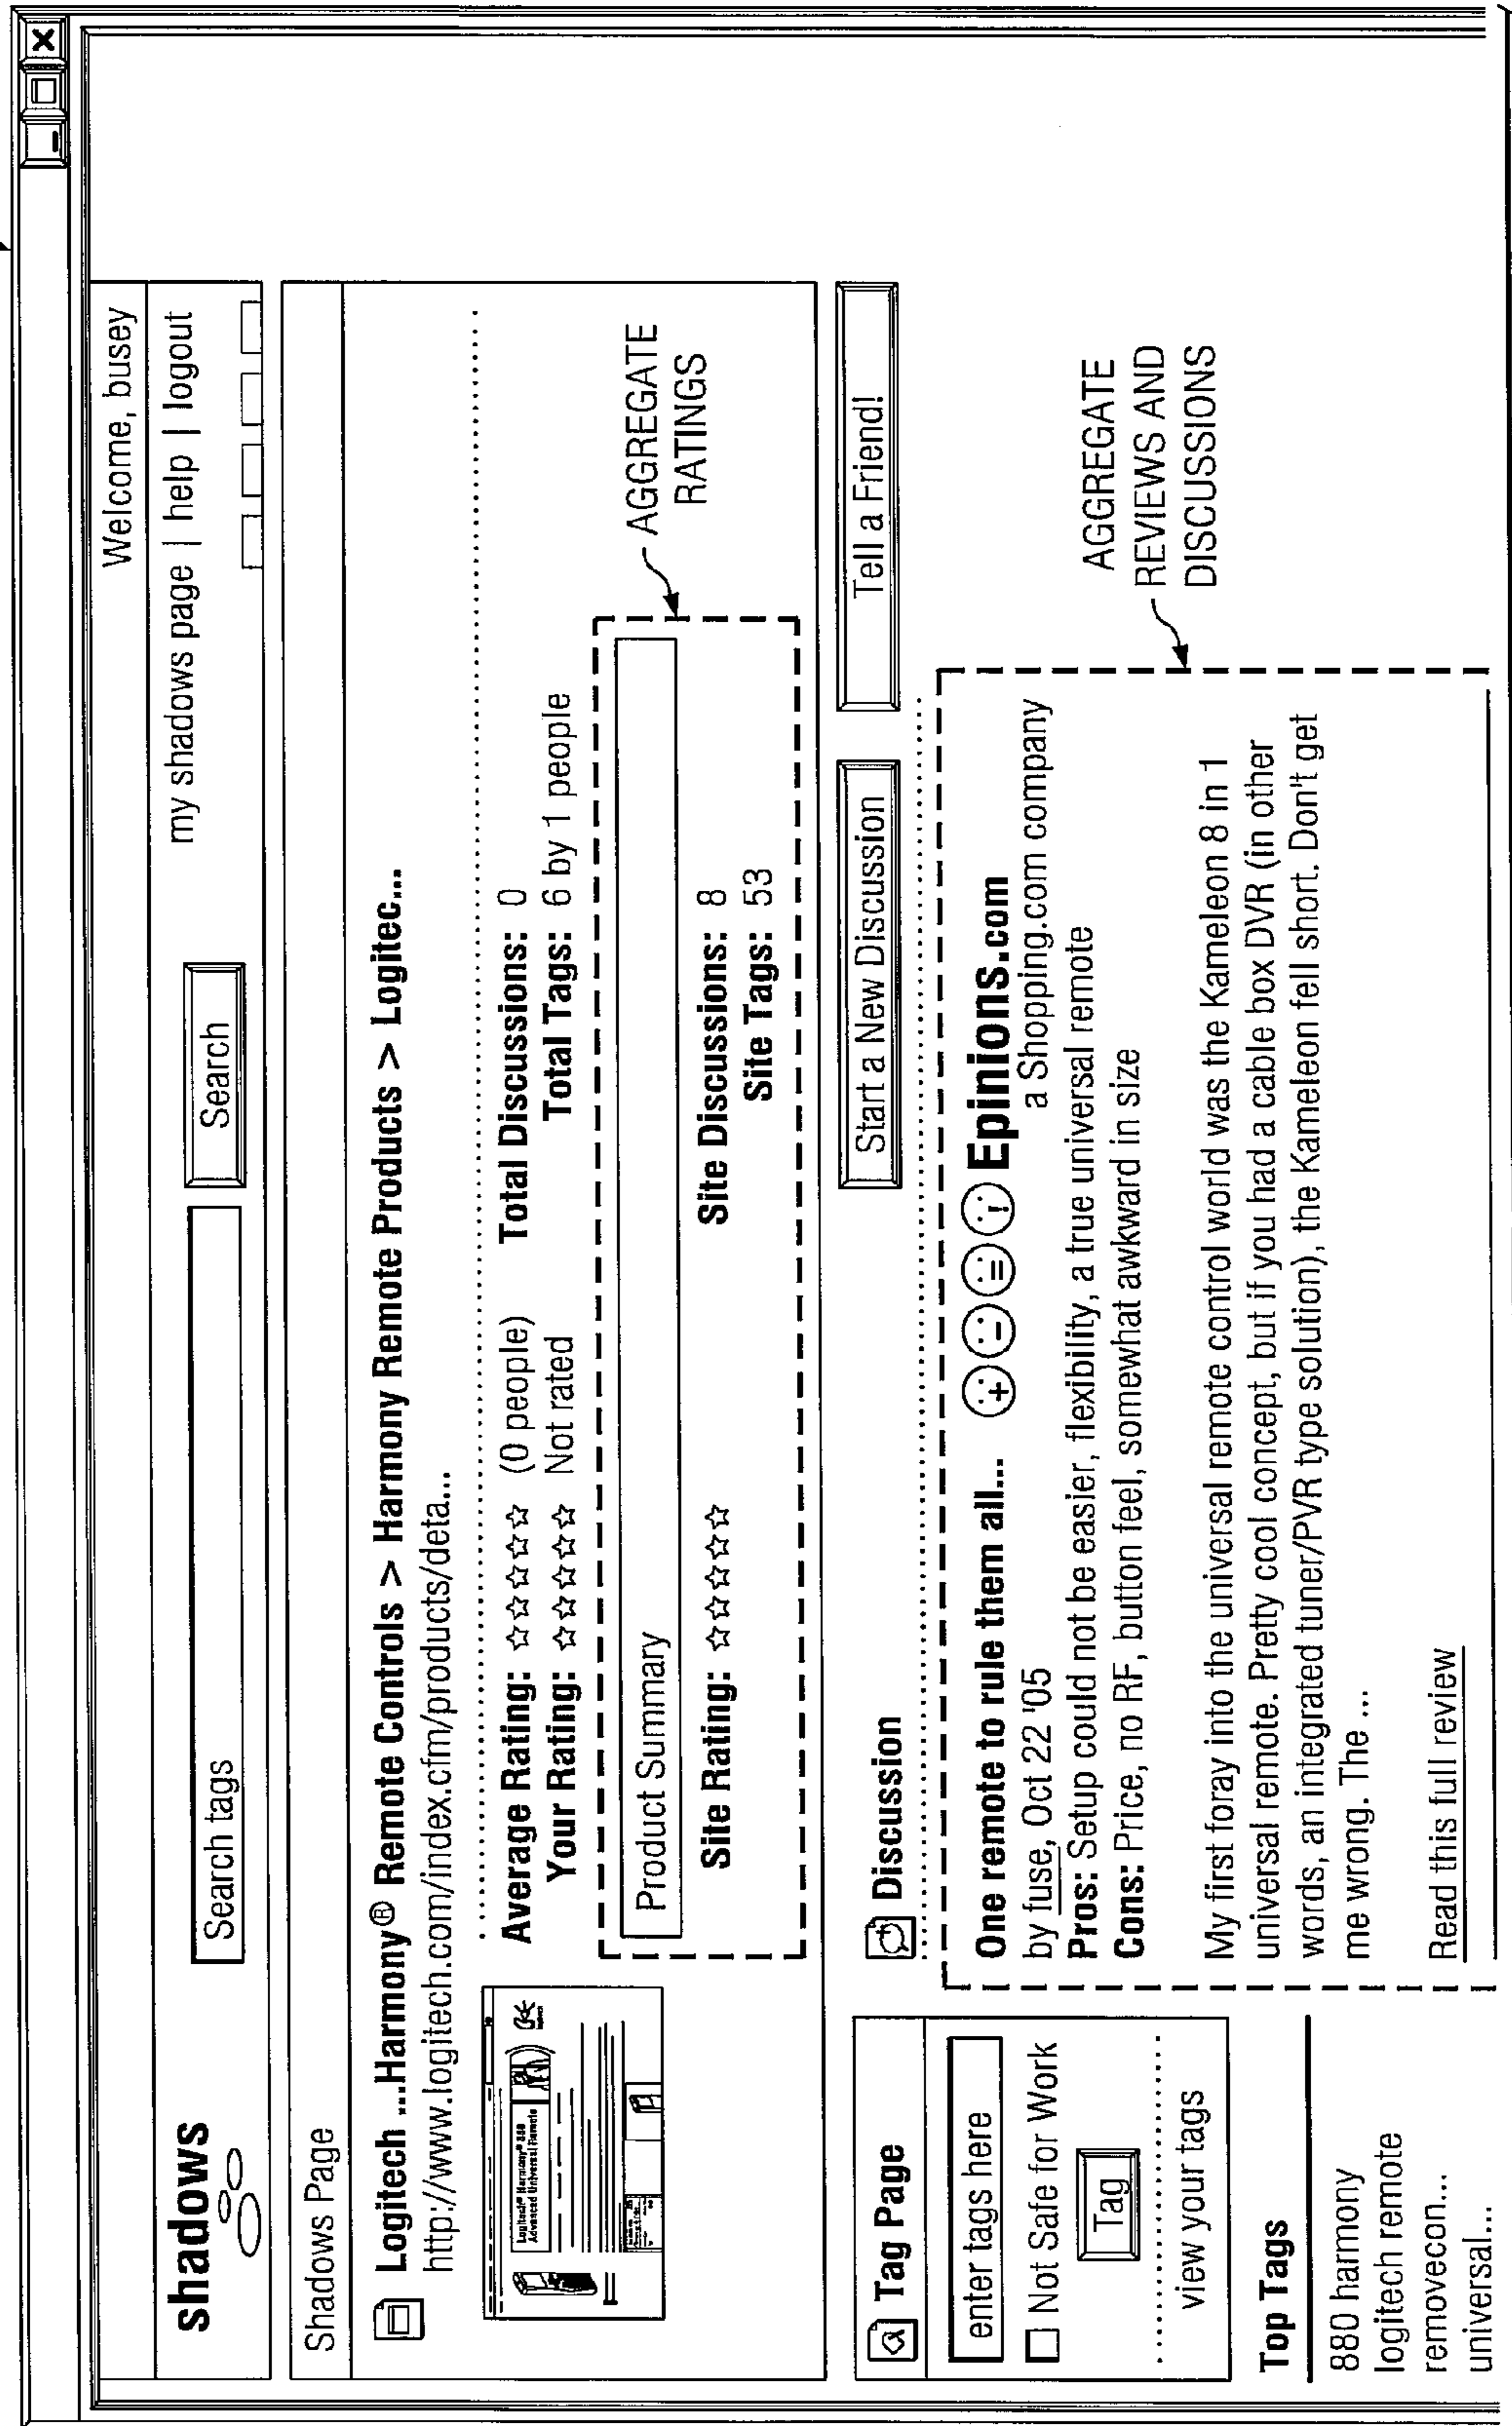 Welcome, busey
shadows
Search tags
Search
my shadows page | help | logout
Shadows Page
Logitech ...Harmony® Remote Controls > Harmony Remote Products > Logitec...
http://www.logitech.com/index.cfm/products/deta...
Logitech® Harmony® 880
Advanced Universal Remote
Average Rating: ☆☆☆☆☆ (0 people) Total Discussions: 0
Your Rating: ☆☆☆☆☆ Not rated Total Tags: 6 by 1 people
Product Summary
Site Rating: ☆☆☆☆☆ Site Discussions: 8
Site Tags: 53
AGGREGATE
RATINGS
Tag Page
enter tags here
Not Safe for Work
Tag
view your tags
Top Tags
880 harmony
logitech remote
removecon...
universal...
Discussion
Start a New Discussion
Tell a Friend!
One remote to rule them all... Epinions.com
by fuse, Oct 22 '05 a Shopping.com company
Pros: Setup could not be easier, flexibility, a true universal remote
Cons: Price, no RF, button feel, somewhat awkward in size
My first foray into the universal remote control world was the Kameleon 8 in 1
universal remote. Pretty cool concept, but if you had a cable box DVR (in other
words, an integrated tuner/PVR type solution), the Kameleon fell short. Don't get
me wrong. The ...
Read this full review
AGGREGATE
REVIEWS AND
DISCUSSIONS